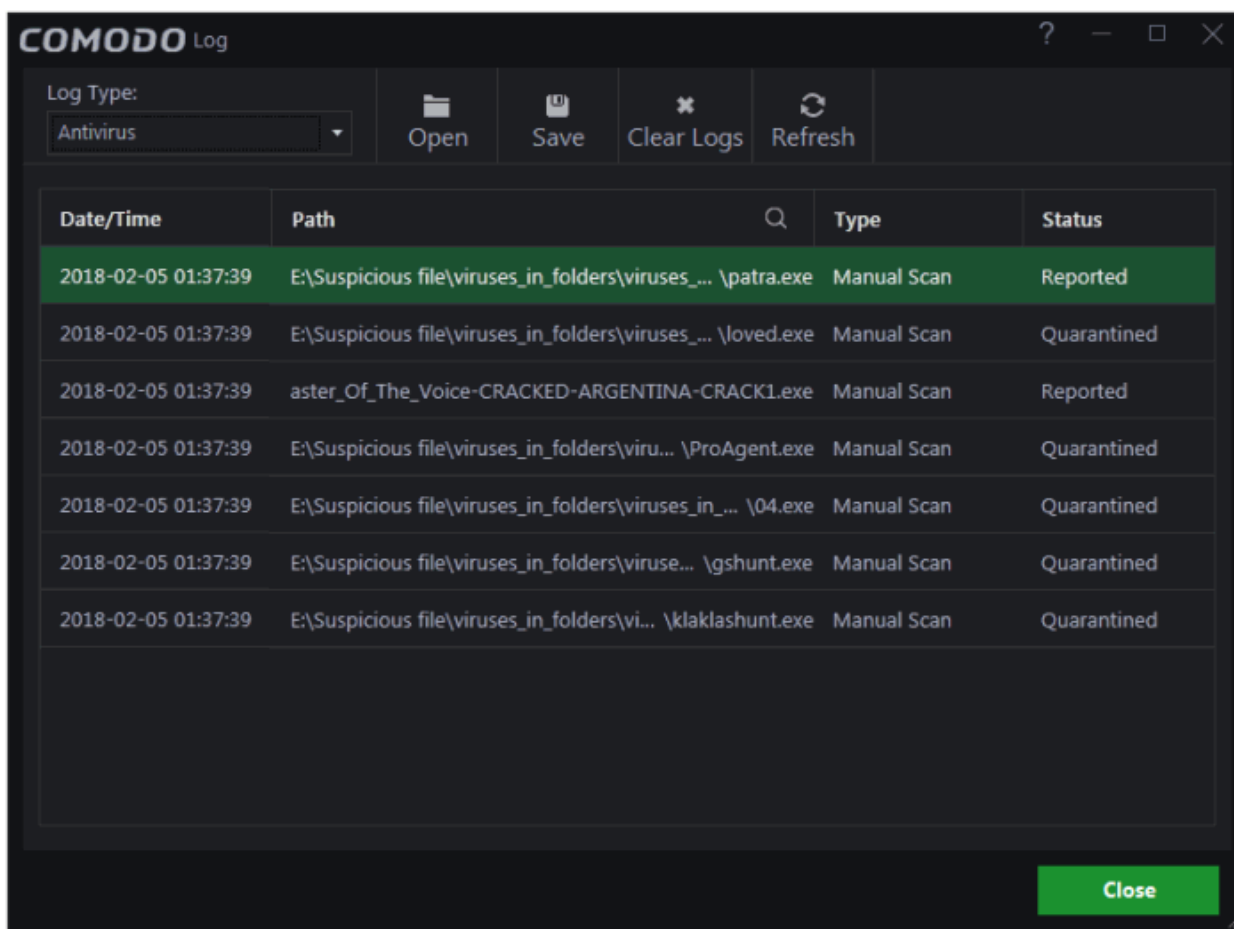 COMODO Log
?
Log Type:
Antivirus
Open Save Clear Logs Refresh
Date/Time Path Type Status
2018-02-05 01:37:39 E:\Suspicious file\viruses_in_folders\viruses_... \patra.exe Manual Scan Reported
2018-02-05 01:37:39 E:\Suspicious file\viruses_in_folders\viruses_... \loved.exe Manual Scan Quarantined
2018-02-05 01:37:39 aster_Of_The_Voice-CRACKED-ARGENTINA-CRACK1.exe Manual Scan Reported
2018-02-05 01:37:39 E:\Suspicious file\viruses_in_folders\viru... \ProAgent.exe Manual Scan Quarantined
2018-02-05 01:37:39 E:\Suspicious file\viruses_in_folders\viruses_in_... \04.exe Manual Scan Quarantined
2018-02-05 01:37:39 E:\Suspicious file\viruses_in_folders\viruse... \gshunt.exe Manual Scan Quarantined
2018-02-05 01:37:39 E:\Suspicious file\viruses_in_folders\vi... \klaklashunt.exe Manual Scan Quarantined
Close